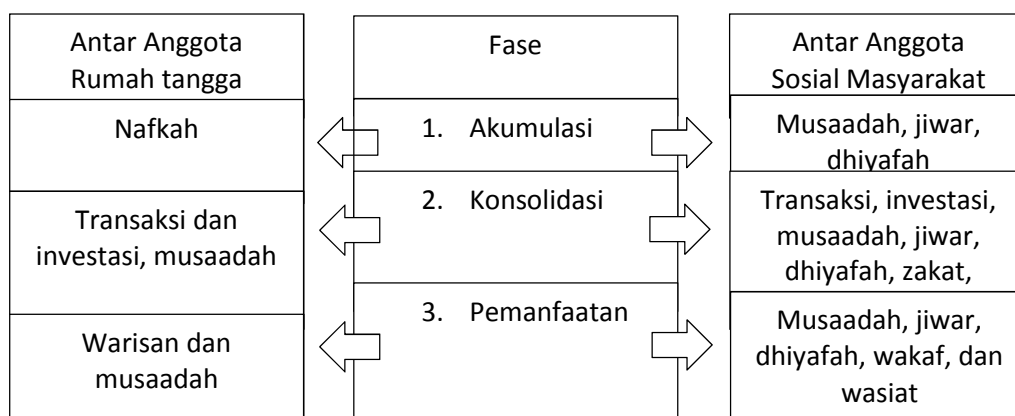 Antar Anggota
Rumah tangga
Nafkah
Transaksi dan
investasi, musaadah
Warisan dan
musaadah
Fase
1. Akumulasi
2. Konsolidasi
3. Pemanfaatan
Antar Anggota
Sosial Masyarakat
Musaadah, jiwar,
dhiyafah
Transaksi, investasi,
musaadah, jiwar,
dhiyafah, zakat,
Musaadah, jiwar,
dhiyafah, wakaf, dan
wasiat